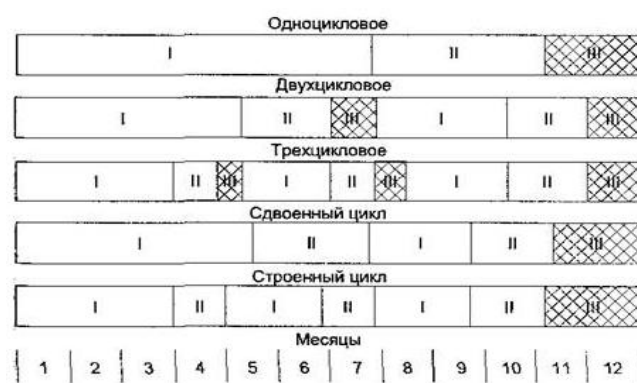 Одноцикловое
I II III
Двухцикловое
I II III I II III
Трехцикловое
I II III I II III I II III
Сдвоенный цикл
I II I II III
Строенный цикл
I II I II I II III
Месяцы
1 2 3 4 5 6 7 8 9 10 11 12